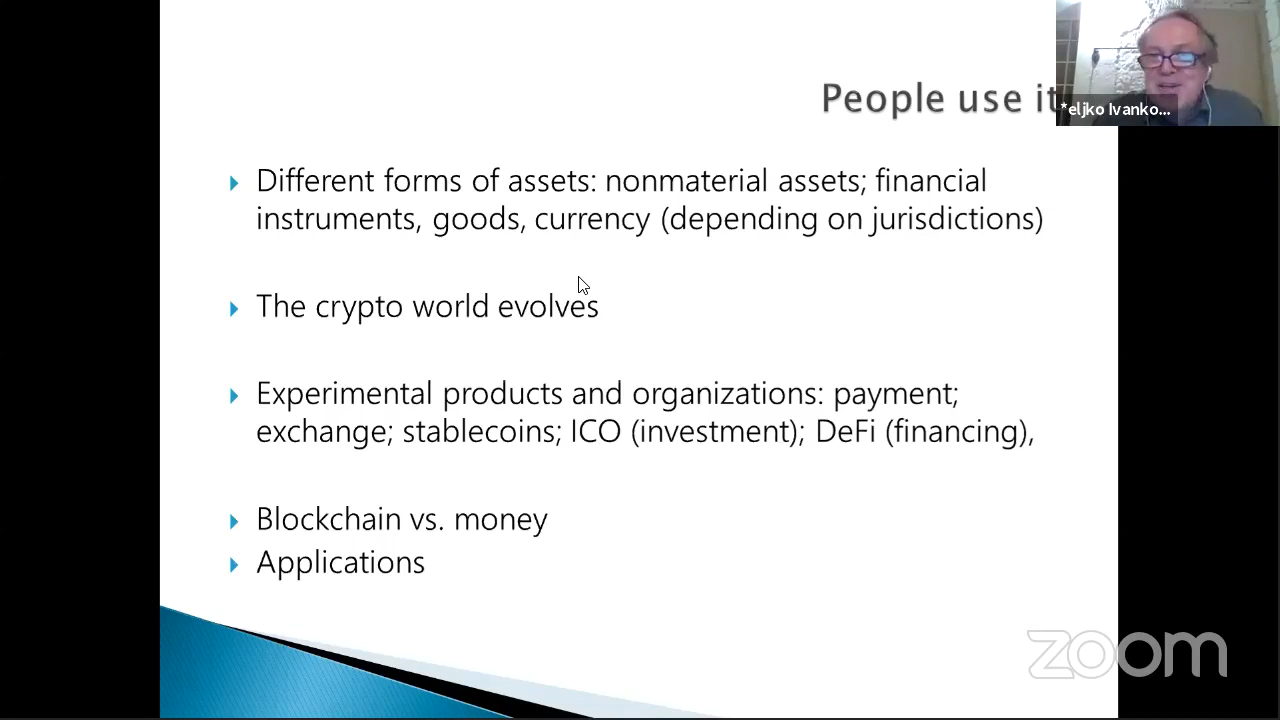 People use it
*eljko Ivanko...
Different forms of assets: nonmaterial assets; financial
instruments, goods, currency (depending on jurisdictions)
The crypto world evolves
Experimental products and organizations: payment;
exchange; stablecoins; ICO (investment); DeFi (financing),
Blockchain vs. money
Applications
zoom